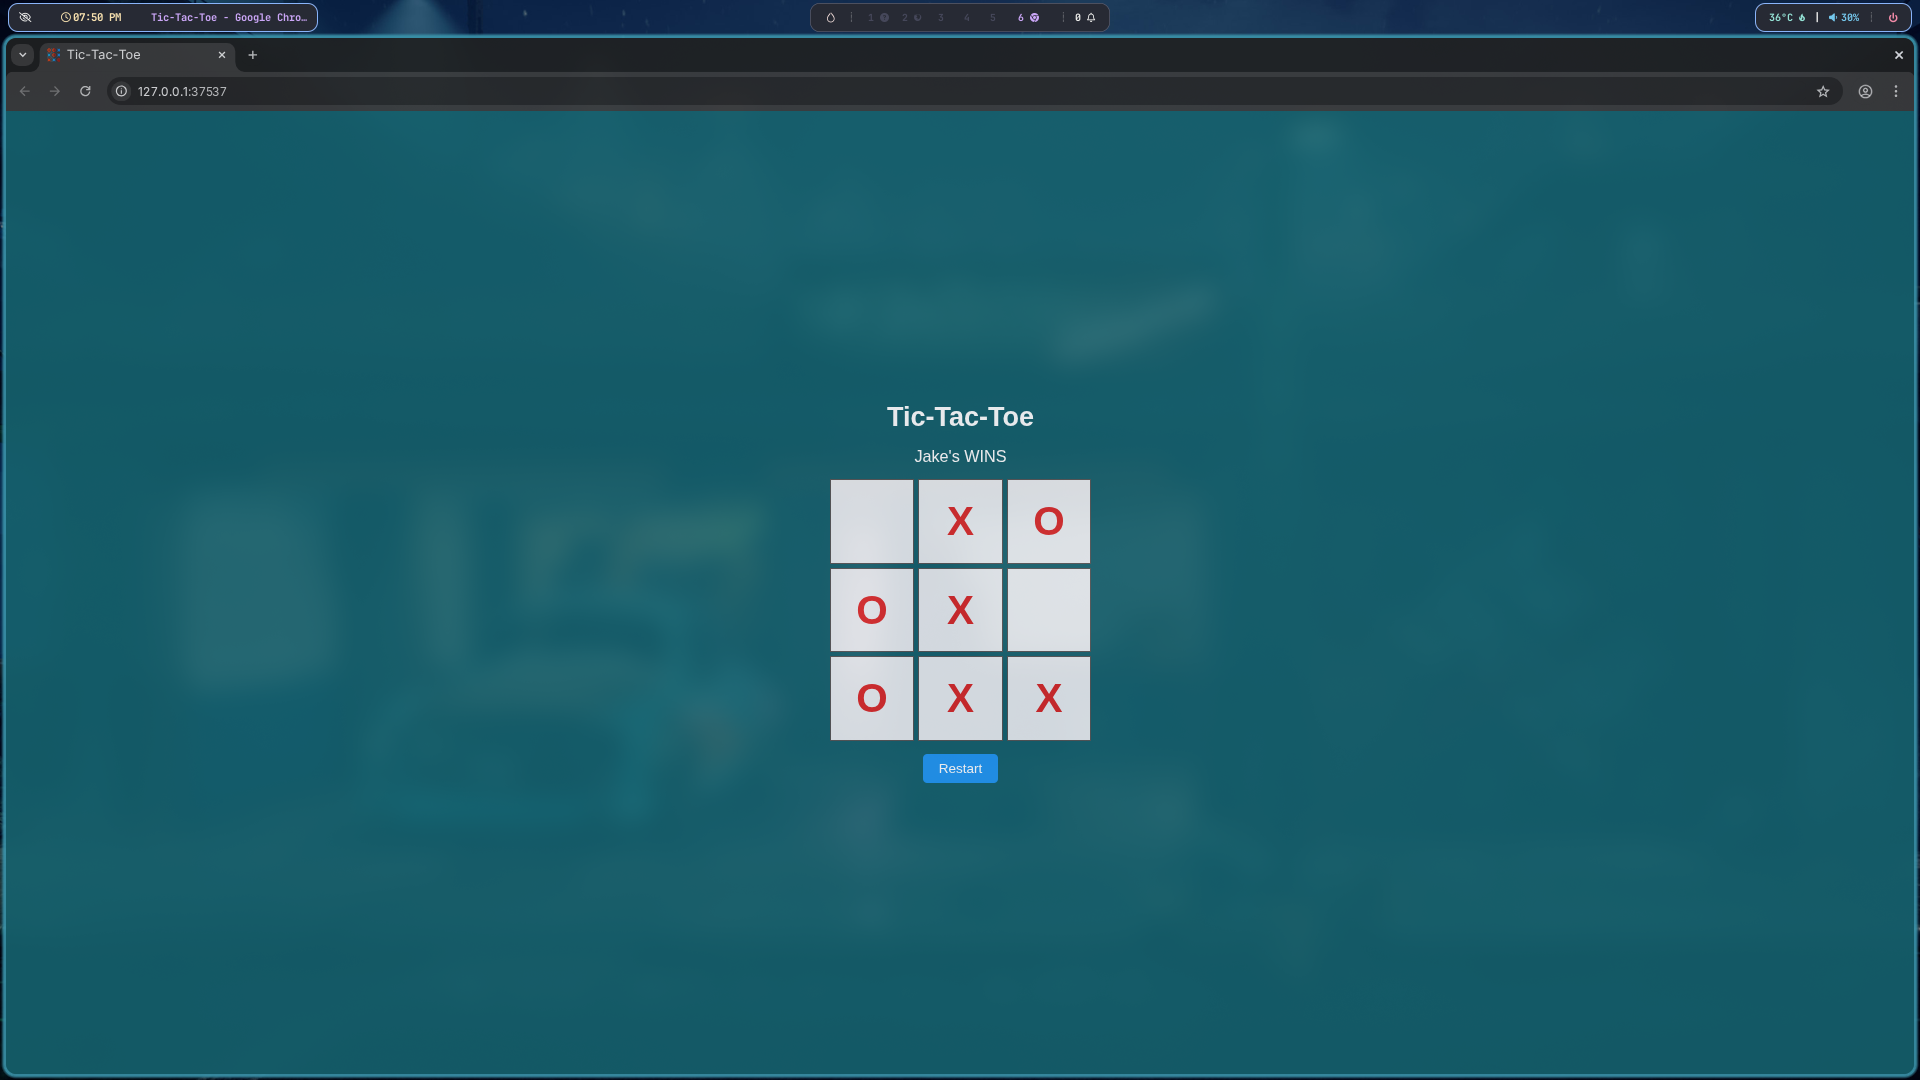 07:50 PM Tic-Tac-Toe - Google Chro… 1 2 3 4 5 6 0 36°C 30%
Tic-Tac-Toe
127.0.0.1:37537
Tic-Tac-Toe
Jake's WINS
X O
O X
O X X
Restart